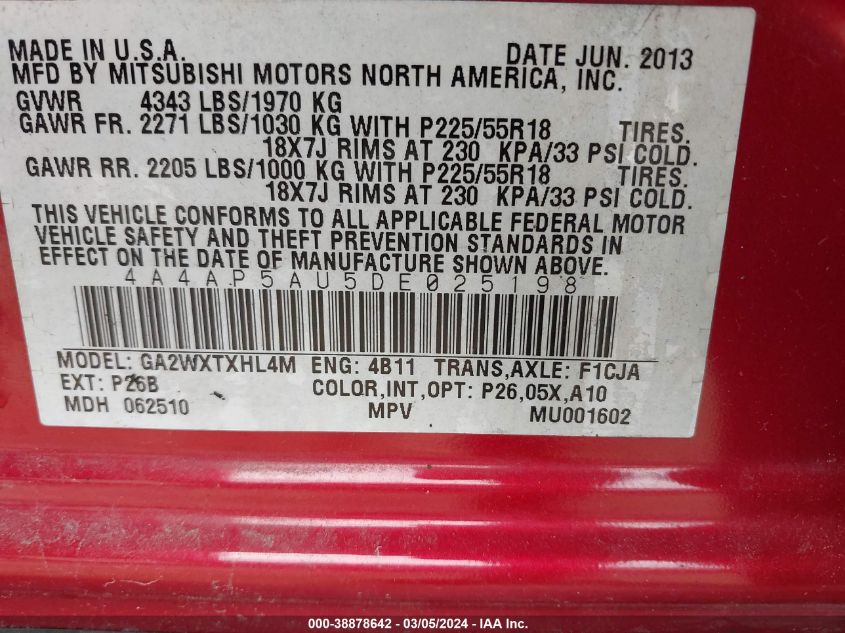 MADE IN U.S.A. DATE JUN. 2013
MFD BY MITSUBISHI MOTORS NORTH AMERICA, INC.
GVWR 4343 LBS/1970 KG
GAWR FR. 2271 LBS/1030 KG WITH P225/55R18 TIRES.
18X7J RIMS AT 230 KPA/33 PSI COLD.
GAWR RR. 2205 LBS/1000 KG WITH P225/55R18 TIRES.
18X7J RIMS AT 230 KPA/33 PSI COLD.
THIS VEHICLE CONFORMS TO ALL APPLICABLE FEDERAL MOTOR
VEHICLE SAFETY AND THEFT PREVENTION STANDARDS IN
EFFECT ON THE DATE OF MANUFACTURE SHOWN ABOVE.
4A4AP5AU5DE025198
MODEL: GA2WXTXHL4M ENG: 4B11 TRANS,AXLE: F1CJA
EXT: P26B COLOR,INT,OPT: P26,05X,A10
MDH 062510 MPV MU001602
000-38878642 - 03/05/2024 - IAA Inc.